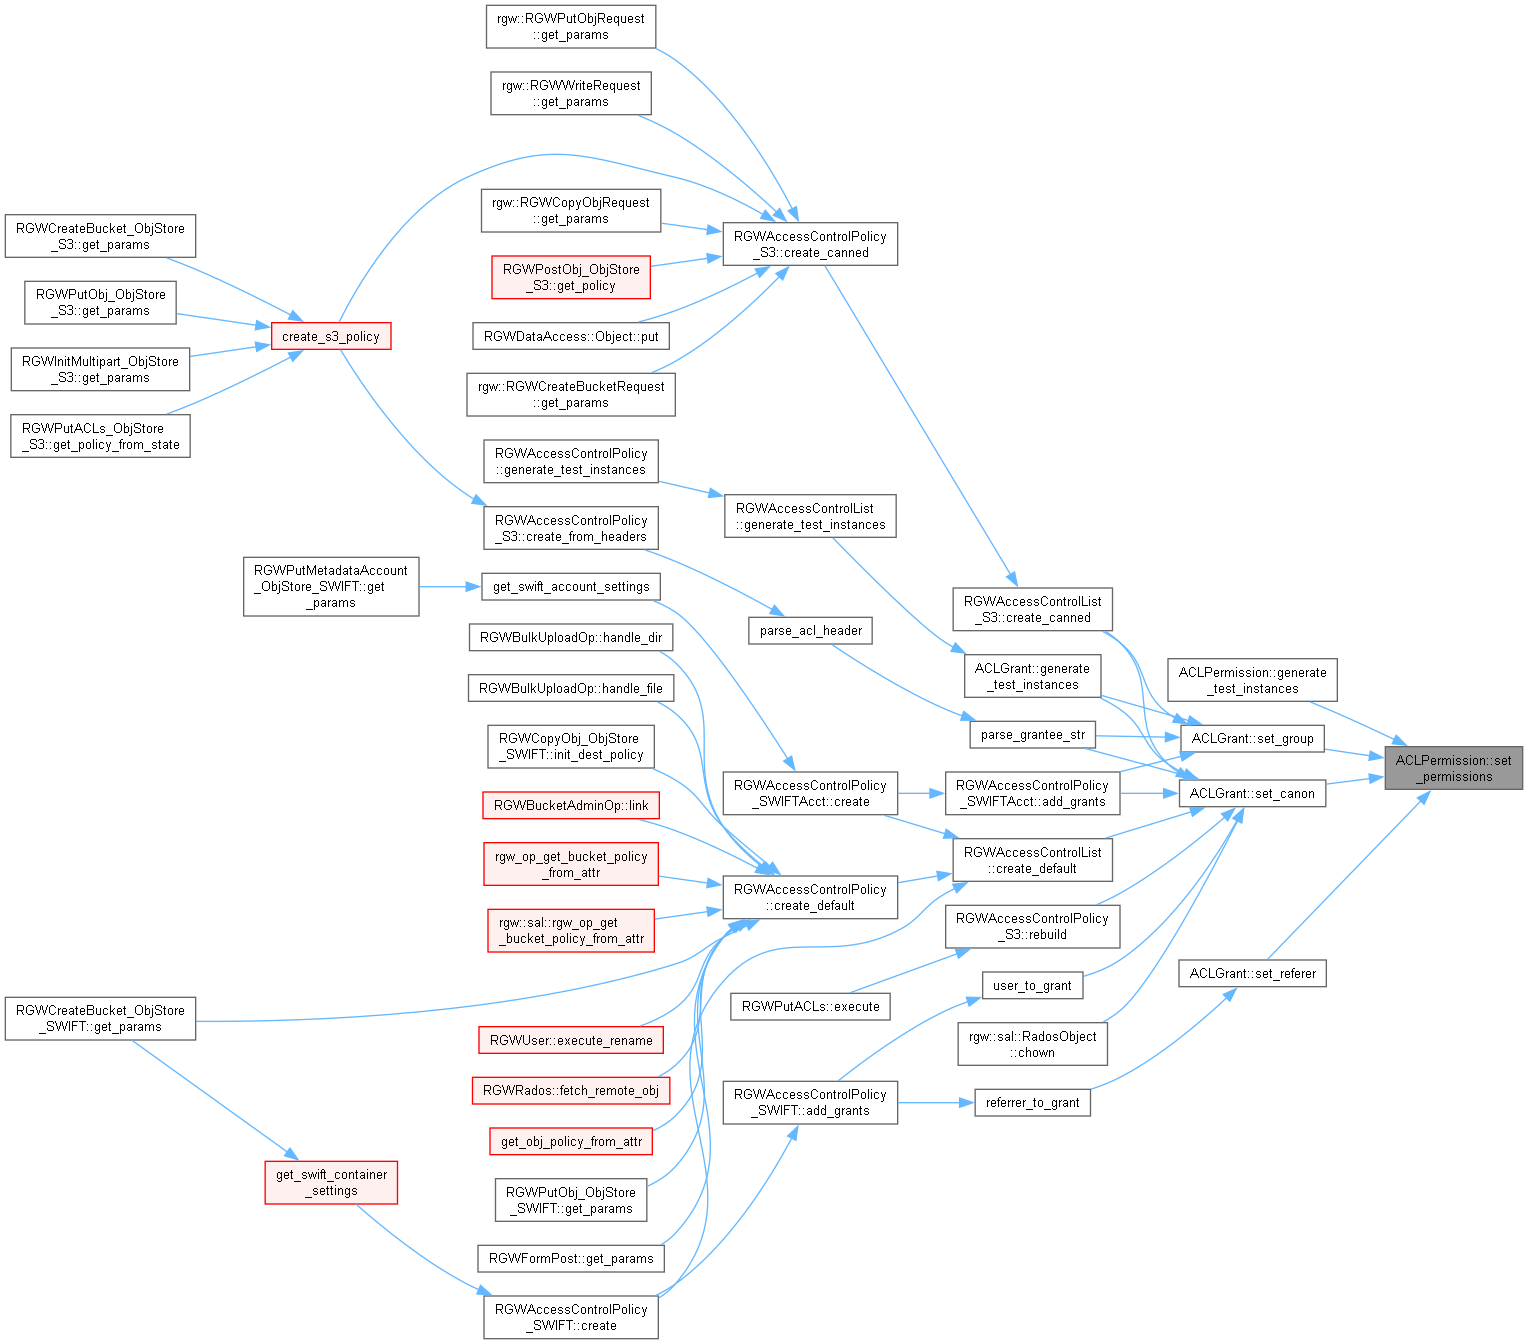 rgw::RGWPutObjRequest
::get_params
rgw::RGWWriteRequest
::get_params
rgw::RGWCopyObjRequest
::get_params
RGWPostObj_ObjStore
_S3::get_policy
RGWDataAccess::Object::put
rgw::RGWCreateBucketRequest
::get_params
RGWAccessControlPolicy
_S3::create_canned
RGWCreateBucket_ObjStore
_S3::get_params
RGWPutObj_ObjStore
_S3::get_params
RGWInitMultipart_ObjStore
_S3::get_params
RGWPutACLs_ObjStore
_S3::get_policy_from_state
create_s3_policy
RGWAccessControlPolicy
::generate_test_instances
RGWAccessControlPolicy
_S3::create_from_headers
RGWAccessControlList
::generate_test_instances
RGWPutMetadataAccount
_ObjStore_SWIFT::get
_params
get_swift_account_settings
parse_acl_header
RGWAccessControlList
_S3::create_canned
ACLGrant::generate
_test_instances
parse_grantee_str
ACLPermission::generate
_test_instances
ACLGrant::set_group
ACLPermission::set
_permissions
ACLGrant::set_canon
RGWBulkUploadOp::handle_dir
RGWBulkUploadOp::handle_file
RGWCopyObj_ObjStore
_SWIFT::init_dest_policy
RGWBucketAdminOp::link
RGWAccessControlPolicy
_SWIFTAcct::create
RGWAccessControlPolicy
_SWIFTAcct::add_grants
rgw_op_get_bucket_policy
_from_attr
rgw::sal::rgw_op_get
_bucket_policy_from_attr
RGWAccessControlPolicy
::create_default
RGWAccessControlList
::create_default
RGWAccessControlPolicy
_S3::rebuild
RGWPutACLs::execute
user_to_grant
ACLGrant::set_referer
rgw::sal::RadosObject
::chown
RGWCreateBucket_ObjStore
_SWIFT::get_params
RGWUser::execute_rename
RGWRados::fetch_remote_obj
get_obj_policy_from_attr
RGWAccessControlPolicy
_SWIFT::add_grants
referrer_to_grant
get_swift_container
_settings
RGWPutObj_ObjStore
_SWIFT::get_params
RGWFormPost::get_params
RGWAccessControlPolicy
_SWIFT::create